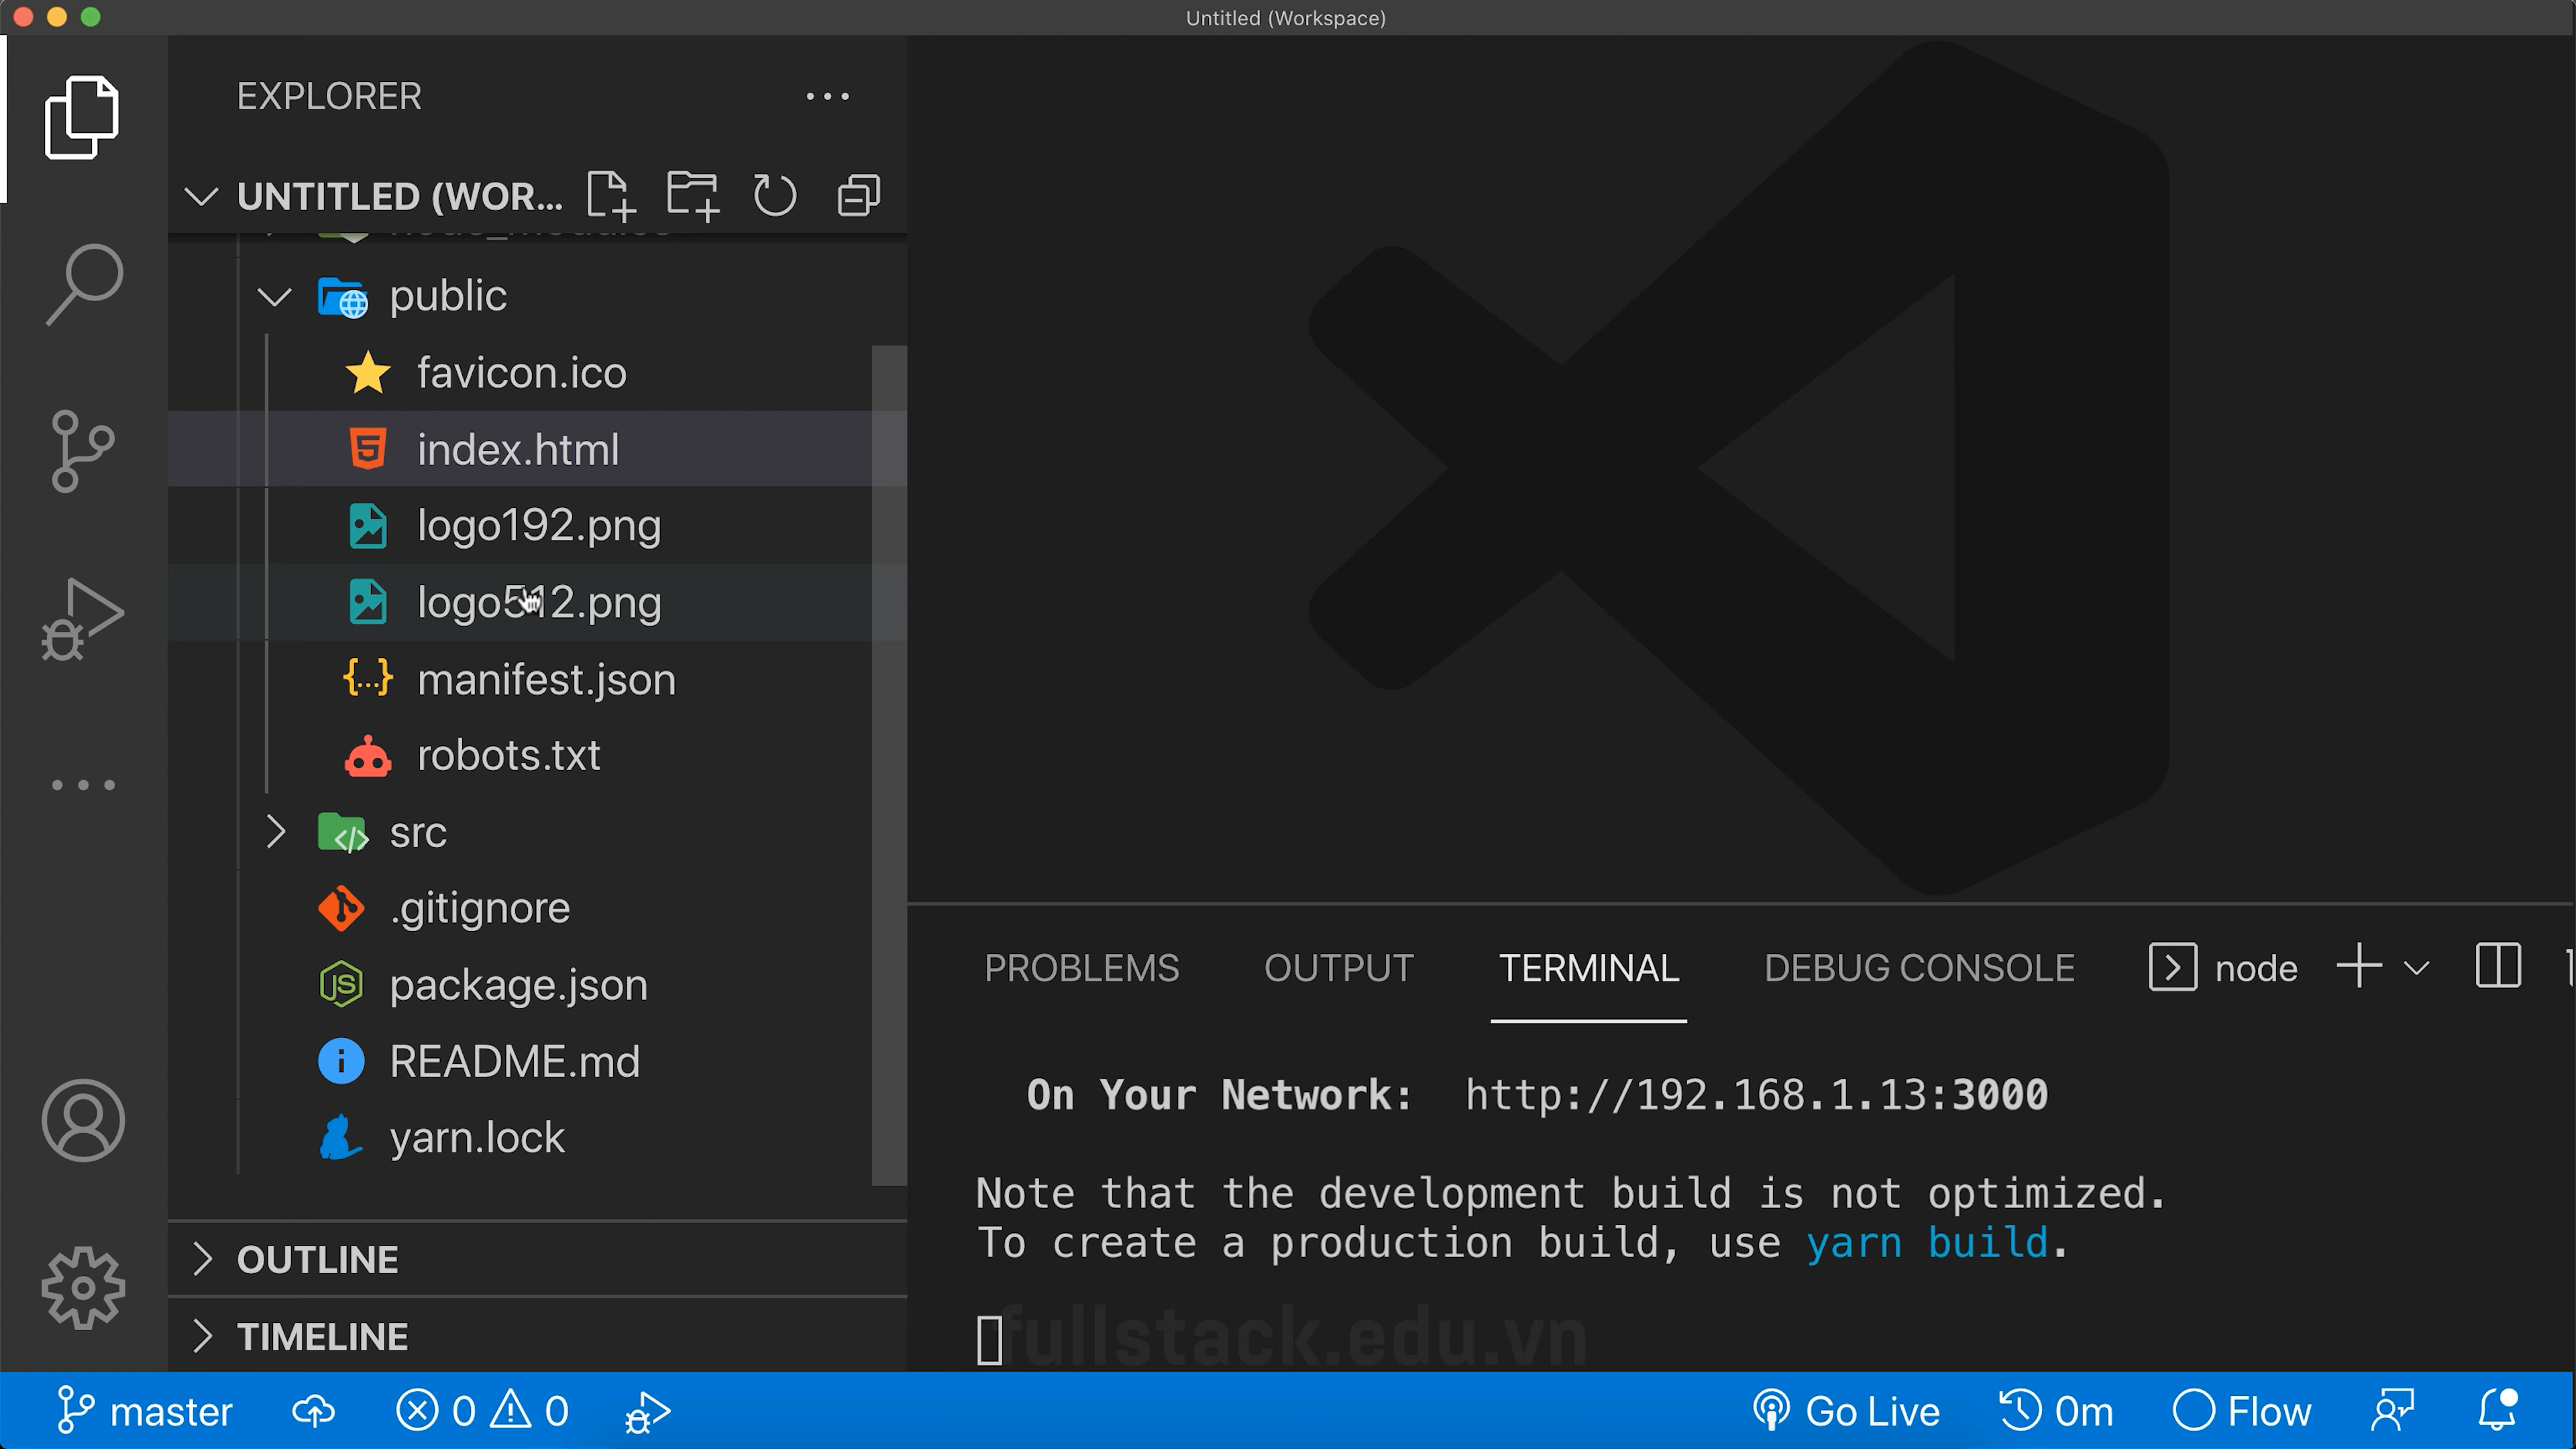 Untitled (Workspace)
EXPLORER
UNTITLED (WOR...
node_modules
public
favicon.ico
index.html
logo192.png
logo512.png
manifest.json
robots.txt
src
.gitignore
package.json
README.md
yarn.lock
OUTLINE
TIMELINE
PROBLEMS OUTPUT TERMINAL DEBUG CONSOLE node
On Your Network: http://192.168.1.13:3000
Note that the development build is not optimized.
To create a production build, use yarn build.
fullstack.edu.vn
master 0 0 Go Live 0m Flow